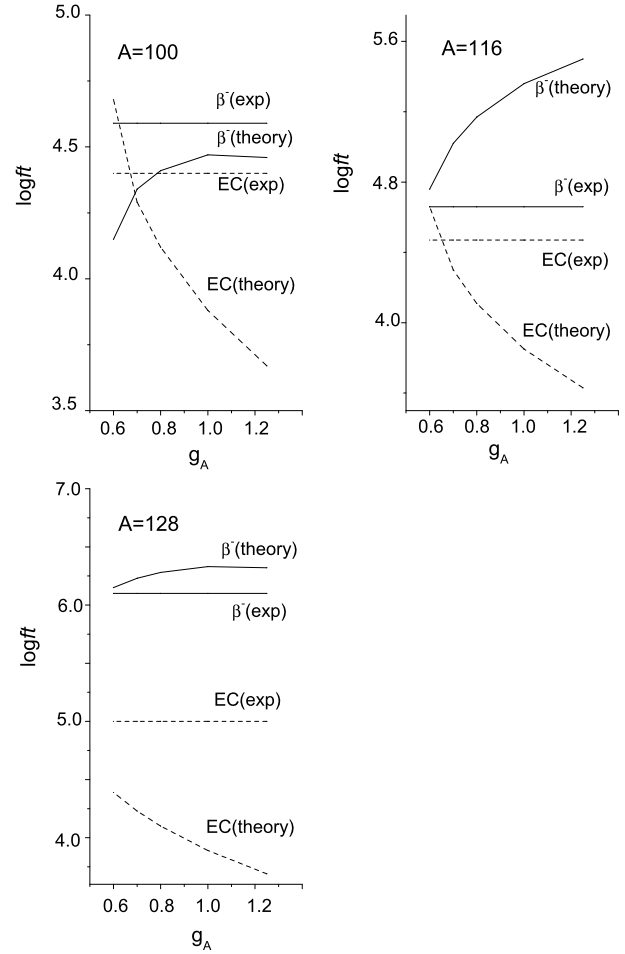 A=100
logft
5.0
4.5
4.0
3.5
β⁻(exp)
β⁻(theory)
EC(exp)
EC(theory)
0.6 0.8 1.0 1.2
g_A
A=116
logft
5.6
4.8
4.0
β⁻(theory)
β⁻(exp)
EC(exp)
EC(theory)
0.6 0.8 1.0 1.2
g_A
A=128
logft
7.0
6.0
5.0
4.0
β⁻(theory)
β⁻(exp)
EC(exp)
EC(theory)
0.6 0.8 1.0 1.2
g_A